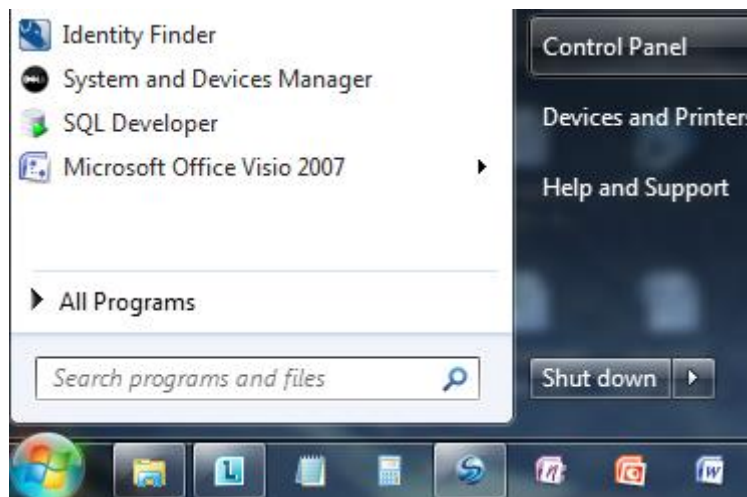 Identity Finder
System and Devices Manager
SQL Developer
Microsoft Office Visio 2007
All Programs
Search programs and files
Control Panel
Devices and Printers
Help and Support
Shut down